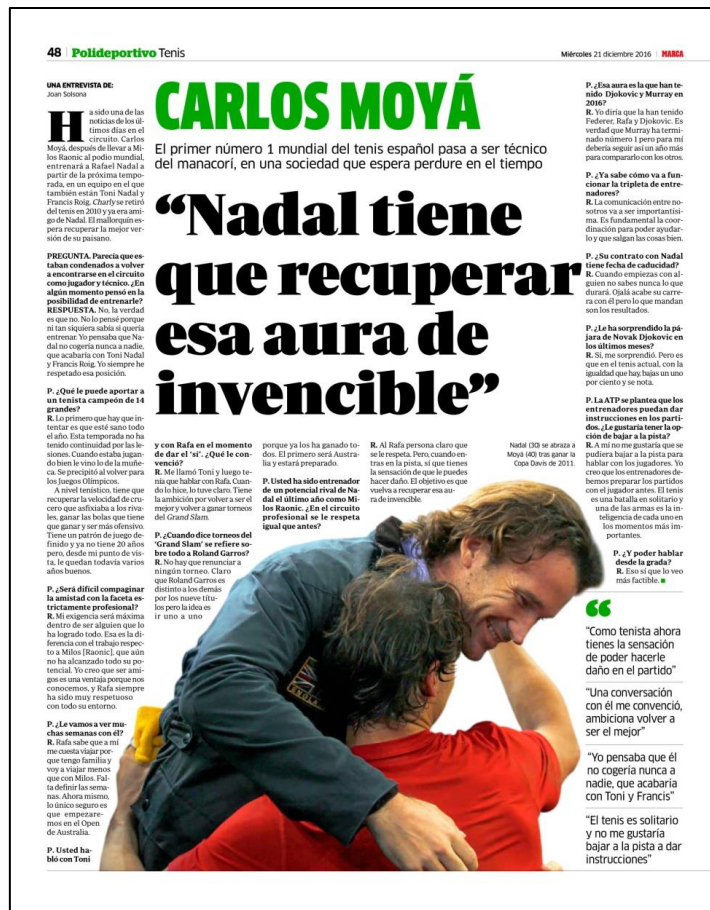 48 Polideportivo Tenis
Miércoles 21 diciembre 2016 MARCA
UNA ENTREVISTA DE:
Joan Solsona
CARLOS MOYÁ
El primer número 1 mundial del tenis español pasa a ser técnico
del manacorí, en una sociedad que espera perdure en el tiempo
“Nadal tiene
que recuperar
esa aura de
invencible”
Ha sido una de las
noticias de los úl-
timos días en el
circuito. Carlos
Moyá, después de llevar a Mi-
los Raonic al podio mundial,
entrenará a Rafael Nadal a
partir de la próxima tempo-
rada, en un equipo en el que
también están Toni Nadal y
Francis Roig. Charly se retiró
del tenis en 2010 y ya era ami-
go de Nadal. El mallorquín es-
pera recuperar la mejor ver-
sión de su paisano.
PREGUNTA. Parecía que es-
taban condenados a volver
a encontrarse en el circuito
como jugador y técnico. ¿En
algún momento pensó en la
posibilidad de entrenarle?
RESPUESTA. No, la verdad
es que no. No lo pensé porque
ni tan siquiera sabía si quería
entrenar. Yo pensaba que Na-
dal no cogería nunca a nadie,
que acabaría con Toni Nadal
y Francis Roig. Yo siempre he
respetado esa posición.
P. ¿Qué le puede aportar a
un tenista campeón de 14
grandes?
R. Lo primero que hay que in-
tentar es que esté sano todo
el año. Esta temporada no ha
tenido continuidad por las le-
siones. Cuando estaba jugan-
do bien le vino lo de la muñe-
ca. Se precipitó al volver para
los Juegos Olímpicos.
A nivel tenístico, tiene que
recuperar la velocidad de cru-
cero que asfixiaba a los riva-
les, ganar las bolas que tiene
que ganar y ser más ofensivo.
Tiene un patrón de juego de-
finido y ya no tiene 20 años
pero, desde mi punto de vis-
ta, le quedan todavía varios
años buenos.
P. ¿Será difícil compaginar
la amistad con la faceta es-
trictamente profesional?
R. Mi exigencia será máxima
dentro de ser alguien que lo
ha logrado todo. Esa es la di-
ferencia con el trabajo respec-
to a Milos [Raonic], que aún
no ha alcanzado todo su po-
tencial. Yo creo que ser ami-
gos es una ventaja porque nos
conocemos, y Rafa siempre
ha sido muy respetuoso
con todo su entorno.
P. ¿Le vamos a ver mu-
chas semanas con él?
R. Rafa sabe que a mí
me cuesta viajar por-
que tengo familia y
voy a viajar menos
que con Milos. Fal-
ta definir las sema-
nas. Ahora mismo,
lo único seguro es
que empezare-
mos en el Open
de Australia.
P. Usted ha-
bló con Toni
y con Rafa en el momento
de dar el 'sí'. ¿Qué le con-
venció?
R. Me llamó Toni y luego te-
nía que hablar con Rafa. Cuan-
do lo hice, lo tuve claro. Tiene
la ambición por volver a ser el
mejor y volver a ganar torneos
del Grand Slam.
P. ¿Cuando dice torneos del
'Grand Slam' se refiere so-
bre todo a Roland Garros?
R. No hay que renunciar a
ningún torneo. Claro
que Roland Garros es
distinto a los demás
por los nueve títu-
los pero la idea es
ir uno a uno
porque ya los ha ganado to-
dos. El primero será Austra-
lia y estará preparado.
P. Usted ha sido entrenador
de un potencial rival de Na-
dal el último año como Mi-
los Raonic. ¿En el circuito
profesional se le respeta
igual que antes?
R. Al Rafa persona claro que
se le respeta. Pero, cuando en-
tras en la pista, sí que tienes
la sensación de que le puedes
hacer daño. El objetivo es que
vuelva a recuperar esa au-
ra de invencible.
Nadal (30) se abraza a
Moyá (40) tras ganar la
Copa Davis de 2011.
P. ¿Esa aura es la que han te-
nido Djokovic y Murray en
2016?
R. Yo diría que la han tenido
Federer, Rafa y Djokovic. Es
verdad que Murray ha termi-
nado número 1 pero para mí
debería seguir así un año más
para compararlo con los otros.
P. ¿Ya sabe cómo va a fun-
cionar la tripleta de entre-
nadores?
R. La comunicación entre no-
sotros va a ser importantísi-
ma. Es fundamental la coor-
dinación para poder ayudar-
lo y que salgan las cosas bien.
P. ¿Su contrato con Nadal
tiene fecha de caducidad?
R. Cuando empiezas con al-
guien no sabes nunca lo que
durará. Ojalá acabe su carre-
ra con él pero lo que mandan
son los resultados.
P. ¿Le ha sorprendido la pá-
jara de Novak Djokovic en
los últimos meses?
R. Sí, me sorprendió. Pero es
que en el tenis actual, con la
igualdad que hay, bajas un uno
por ciento y se nota.
P. La ATP se plantea que los
entrenadores puedan dar
instrucciones en los parti-
dos. ¿Le gustaría tener la op-
ción de bajar a la pista?
R. A mí no me gustaría que se
pudiera bajar a la pista para
hablar con los jugadores. Yo
creo que los entrenadores de-
bemos preparar los partidos
con el jugador antes. El tenis
es una batalla en solitario y
una de las armas es la in-
teligencia de cada uno en
los momentos más im-
portantes.
P. ¿Y poder hablar
desde la grada?
R. Eso sí que lo veo
más factible.
“
“Como tenista ahora
tienes la sensación
de poder hacerle
daño en el partido”
“Una conversación
con él me convenció,
ambiciona volver a
ser el mejor”
“Yo pensaba que él
no cogería nunca a
nadie, que acabaría
con Toni y Francis”
“El tenis es solitario
y no me gustaría
bajar a la pista a dar
instrucciones”